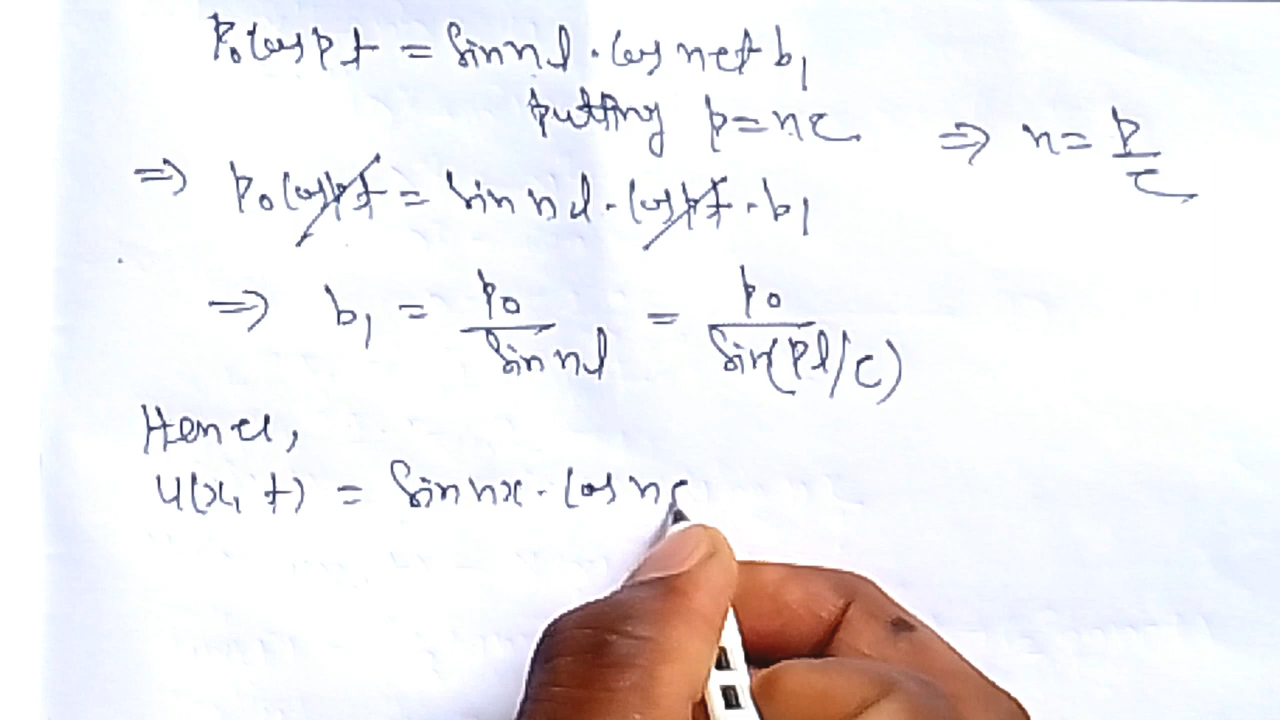 p₀ cos pt = sin nl · cos nct b₁
putting p = nc ⇒ n = p/c
⇒ p₀ cos pt = sin nl · cos pt · b₁
⇒ b₁ = p₀/sin nl = p₀/sin(pl/c)
Hence,
u(x, t) = sin nx · cos nc